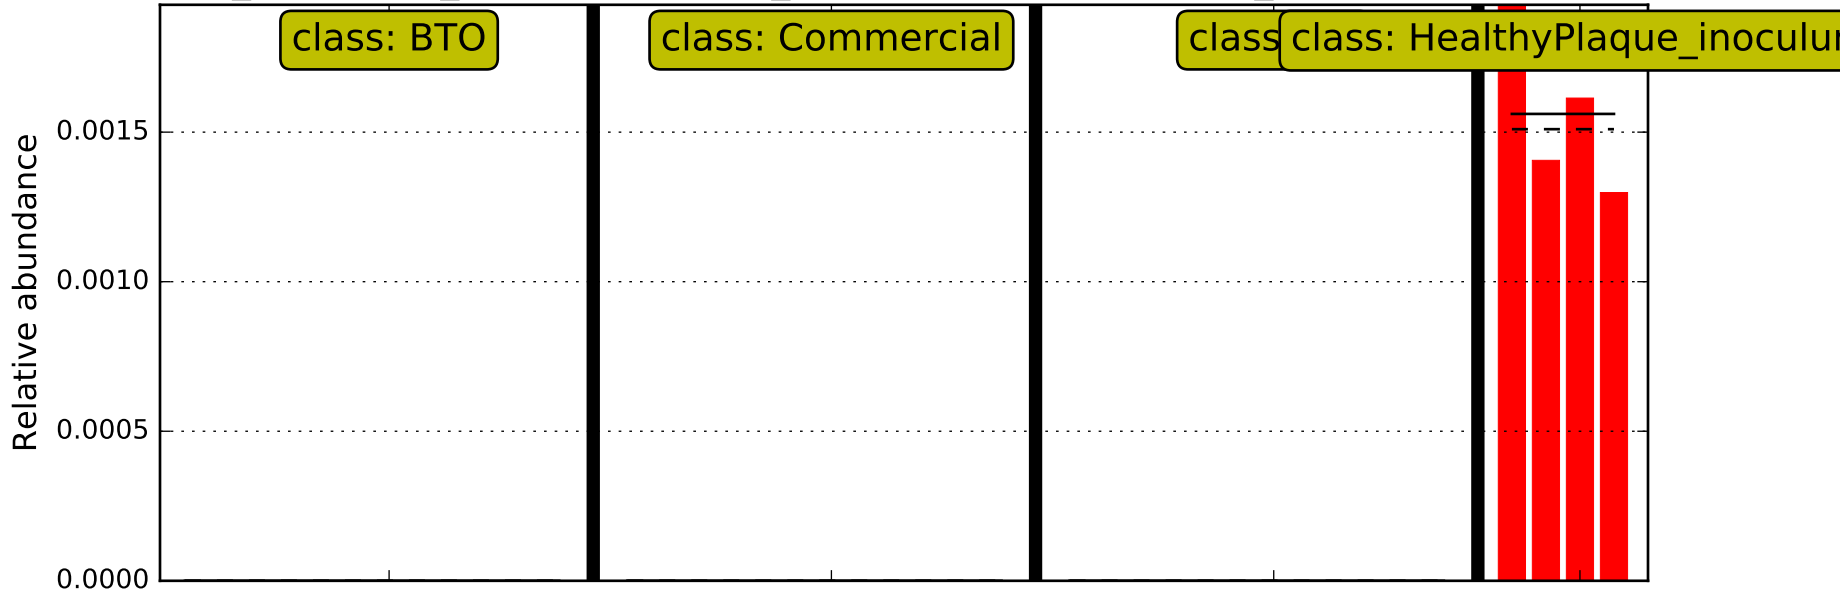 class: BTO
class: Commercial
class
class: HealthyPlaque_inoculu
Relative abundance
0.0015
0.0010
0.0005
0.0000